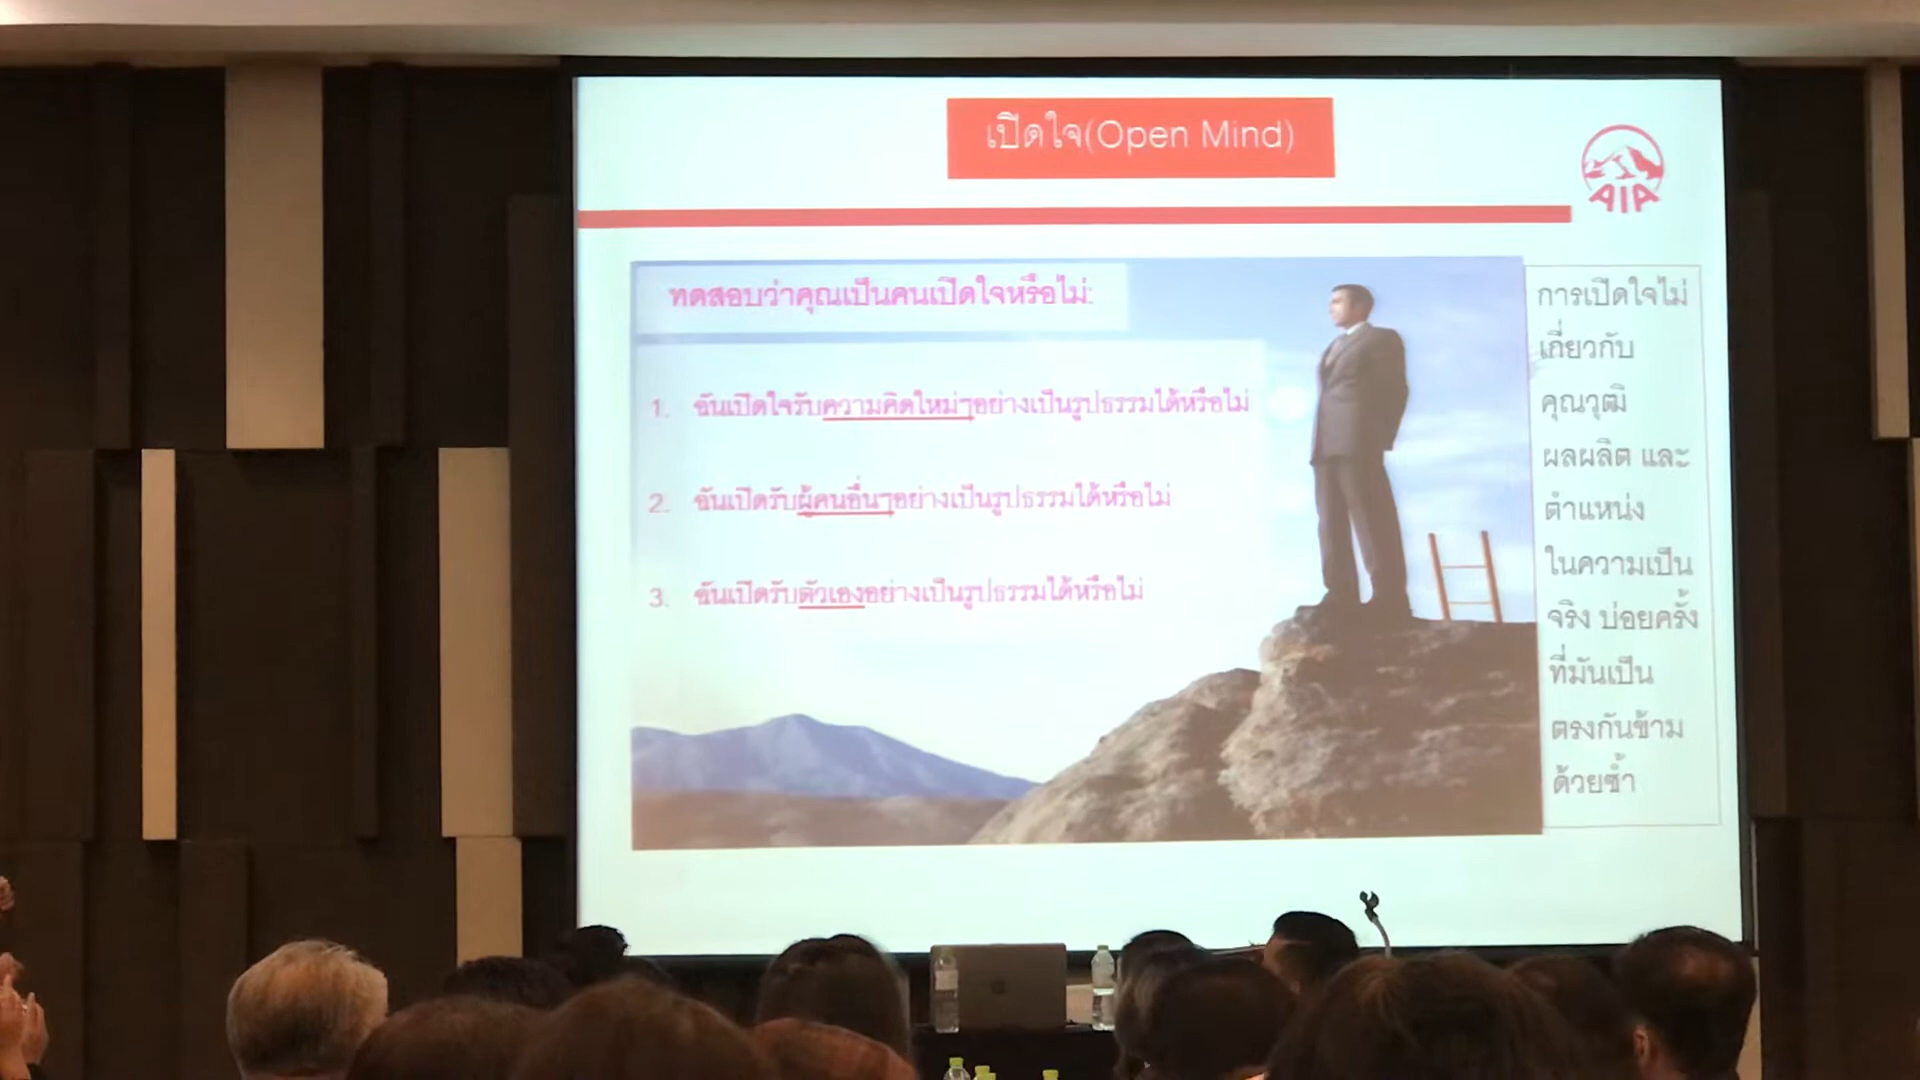 เปิดใจ(Open Mind)
AIA
ทดสอบว่าคุณเป็นคนเปิดใจหรือไม่:
1. ฉันเปิดใจรับความคิดใหม่ๆอย่างเป็นรูปธรรมได้หรือไม่
2. ฉันเปิดรับผู้คนอื่นๆอย่างเป็นรูปธรรมได้หรือไม่
3. ฉันเปิดรับตัวเองอย่างเป็นรูปธรรมได้หรือไม่
การเปิดใจไม่
เกี่ยวกับ
คุณวุฒิ
ผลผลิต และ
ตำแหน่ง
ในความเป็น
จริง บ่อยครั้ง
ที่มันเป็น
ตรงกันข้าม
ด้วยซ้ำ